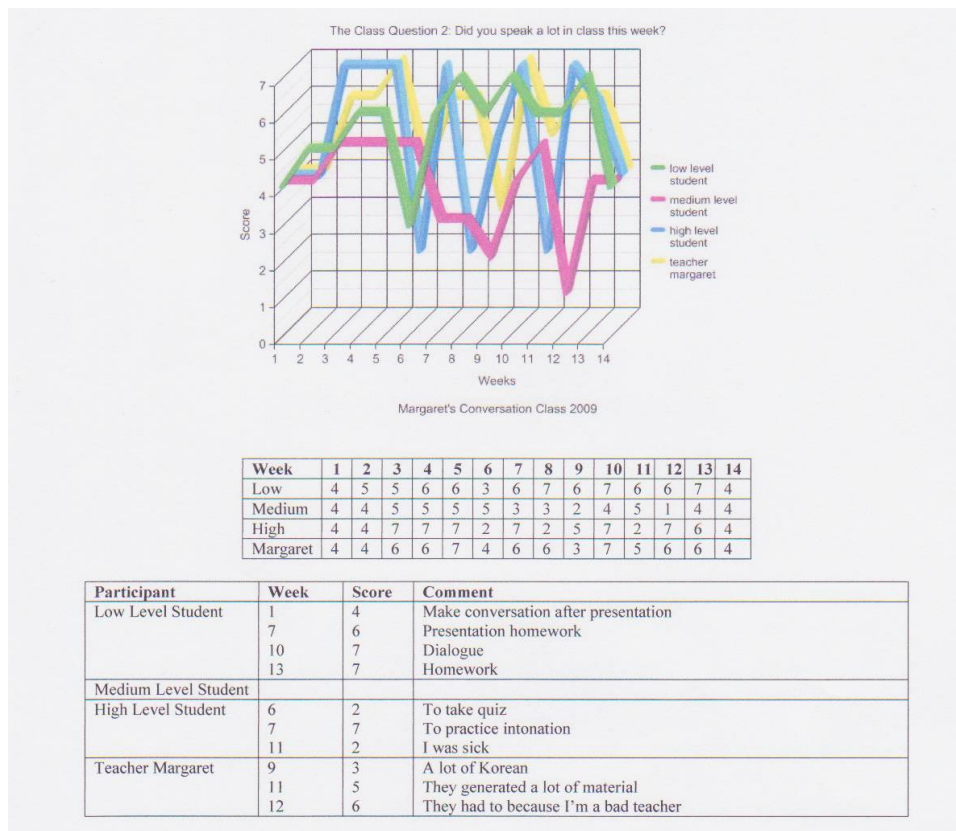 The Class Question 2: Did you speak a lot in class this week?
7
6
5
4
3
2
1
0
Score
1 2 3 4 5 6 7 8 9 10 11 12 13 14
Weeks
low level
student
medium level
student
high level
student
teacher
margaret
Margaret's Conversation Class 2009
Week 1 2 3 4 5 6 7 8 9 10 11 12 13 14
Low 4 5 5 6 6 3 6 7 6 7 6 6 7 4
Medium 4 4 5 5 5 5 3 3 2 4 5 1 4 4
High 4 4 7 7 7 2 7 2 5 7 2 7 6 4
Margaret 4 4 6 6 7 4 6 6 3 7 5 6 6 4
Participant Week Score Comment
Low Level Student 1 4 Make conversation after presentation
7 6 Presentation homework
10 7 Dialogue
13 7 Homework
Medium Level Student
High Level Student 6 2 To take quiz
7 7 To practice intonation
11 2 I was sick
Teacher Margaret 9 3 A lot of Korean
11 5 They generated a lot of material
12 6 They had to because I'm a bad teacher